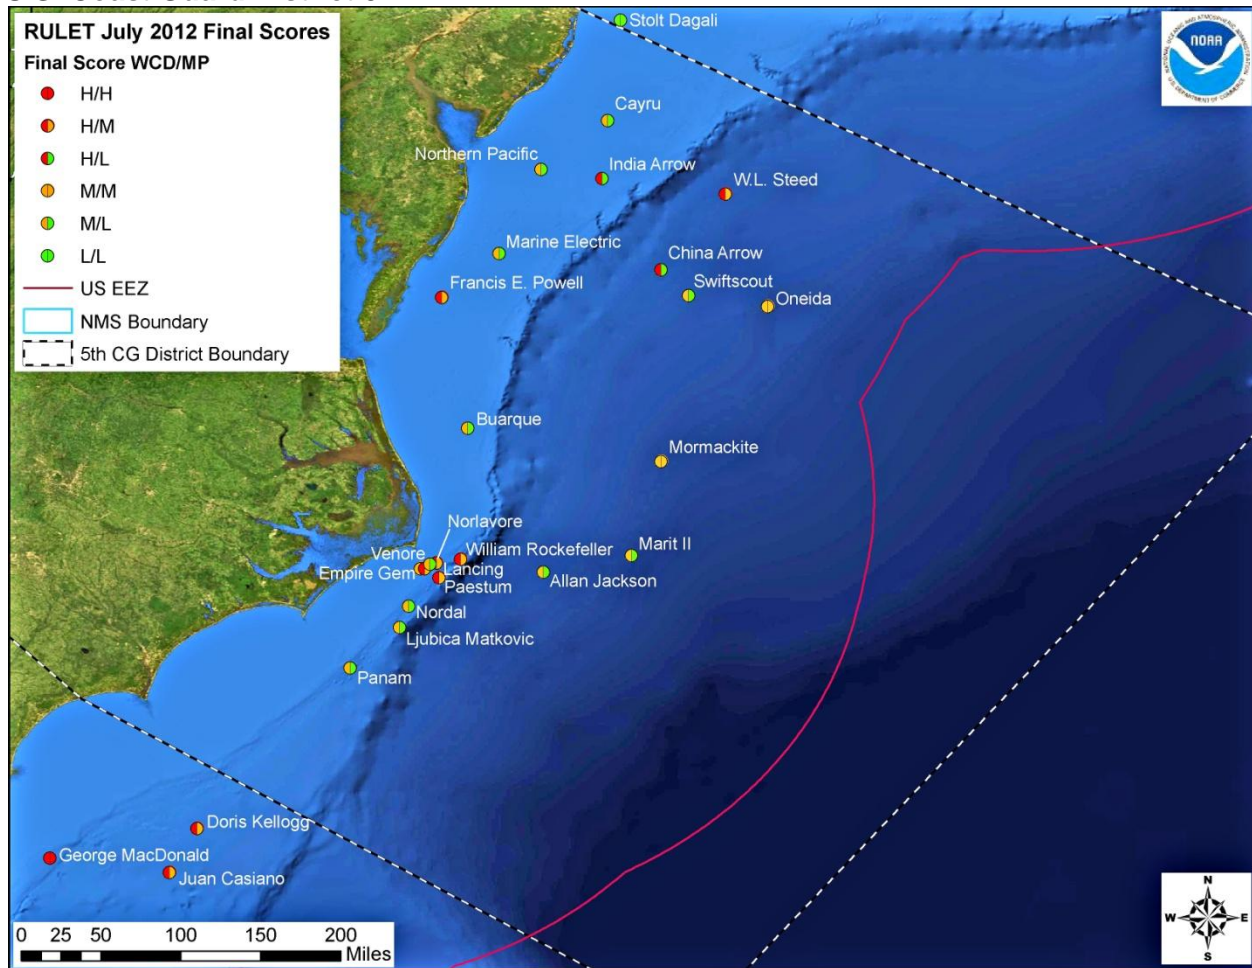 RULET July 2012 Final Scores
Final Score WCD/MP
H/H
H/M
H/L
M/M
M/L
L/L
US EEZ
NMS Boundary
5th CG District Boundary
Stolt Dagali
NOAA
Cayru
Northern Pacific
India Arrow
W.L. Steed
Marine Electric
China Arrow
Francis E. Powell
Swiftscout
Oneida
Buarque
Mormackite
Norlavore
Venore
William Rockefeller
Marit II
Empire Gem
Lancing
Allan Jackson
Paestum
Nordal
Ljubica Matkovic
Panam
Doris Kellogg
George MacDonald
Juan Casiano
N
W
E
S
0 25 50 100 150 200
Miles